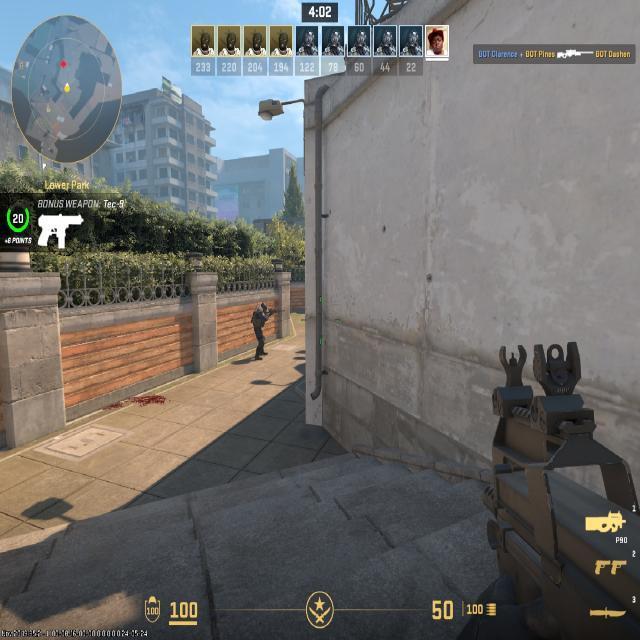 4:02
233 220 204 194 122 78 60 44 22
BOT Clarence + BOT Pines BOT Dashen
Lower Park
BONUS WEAPON: Tec-9
20
+6 POINTS
1
P90
2
3
100 100
50 100